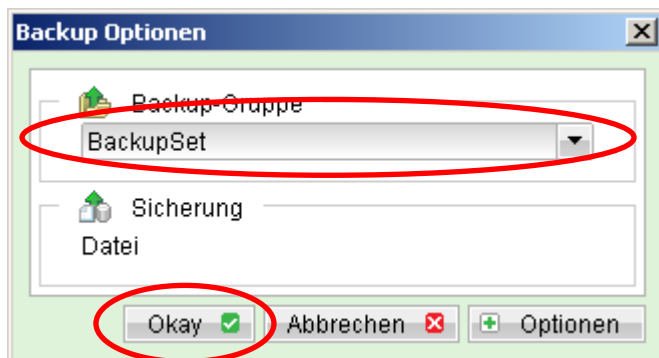 Backup Optionen
Backup-Gruppe
BackupSet
Sicherung
Datei
Okay Abbrechen Optionen